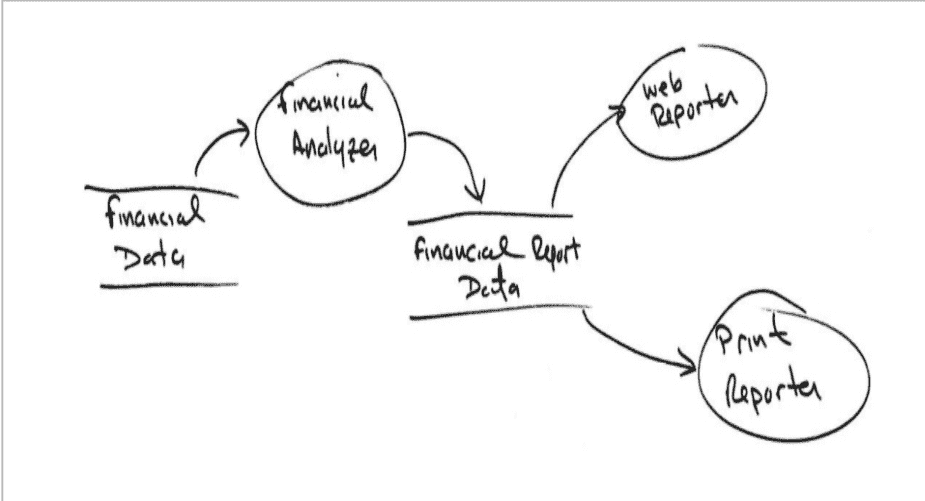 Financial
Analyzer
Web
Reporter
Financial
Data
Financial Report
Data
Print
Reporter